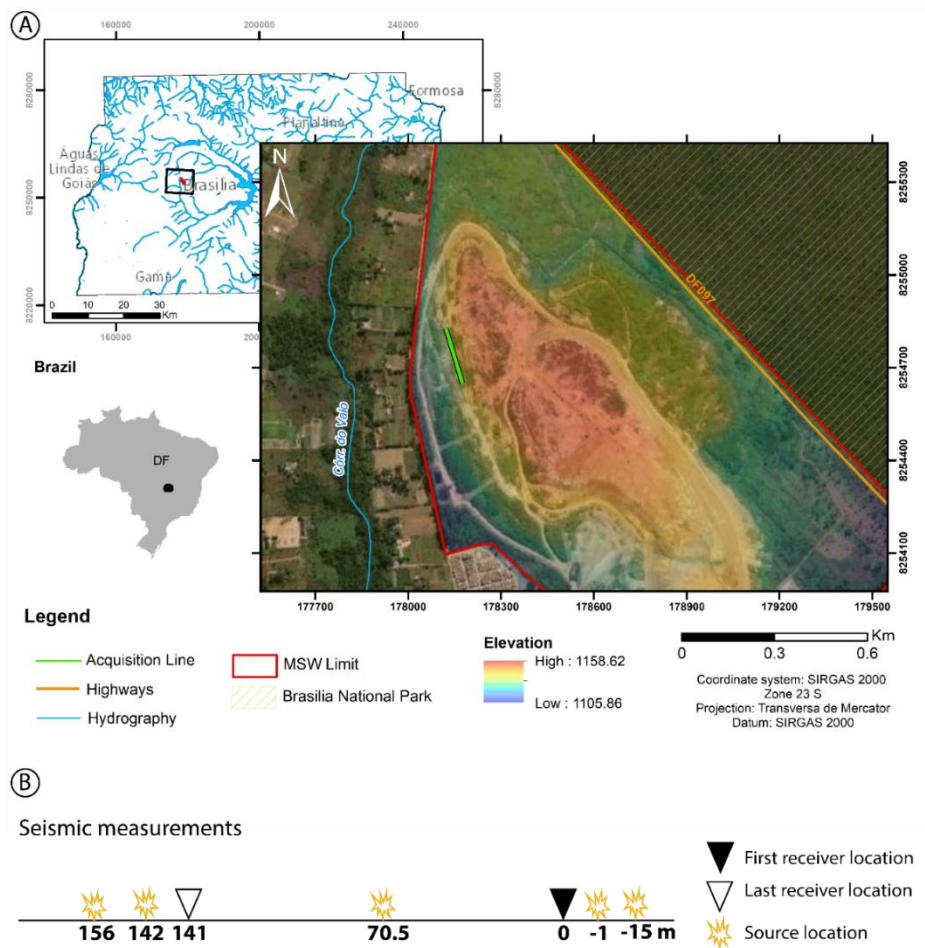 A
160000
200000
240000
8280000
8280000
Formosa
Planaltina
Águas
Lindas de
Goiás
Brasília
8250000
Gama
8220000
0 10 20 30
Km
160000
N
DF097
Córr. do Valo
8255300
8255000
8254700
8254400
8254100
177700
178000
178300
178600
178900
179200
179500
Brazil
DF
Legend
Acquisition Line
Highways
Hydrography
MSW Limit
Brasilia National Park
Elevation
High : 1158.62
Low : 1105.86
Km
0 0.3 0.6
Coordinate system: SIRGAS 2000
Zone 23 S
Projection: Transversa de Mercator
Datum: SIRGAS 2000
B
Seismic measurements
156 142 141 70.5 0 -1 -15 m
First receiver location
Last receiver location
Source location